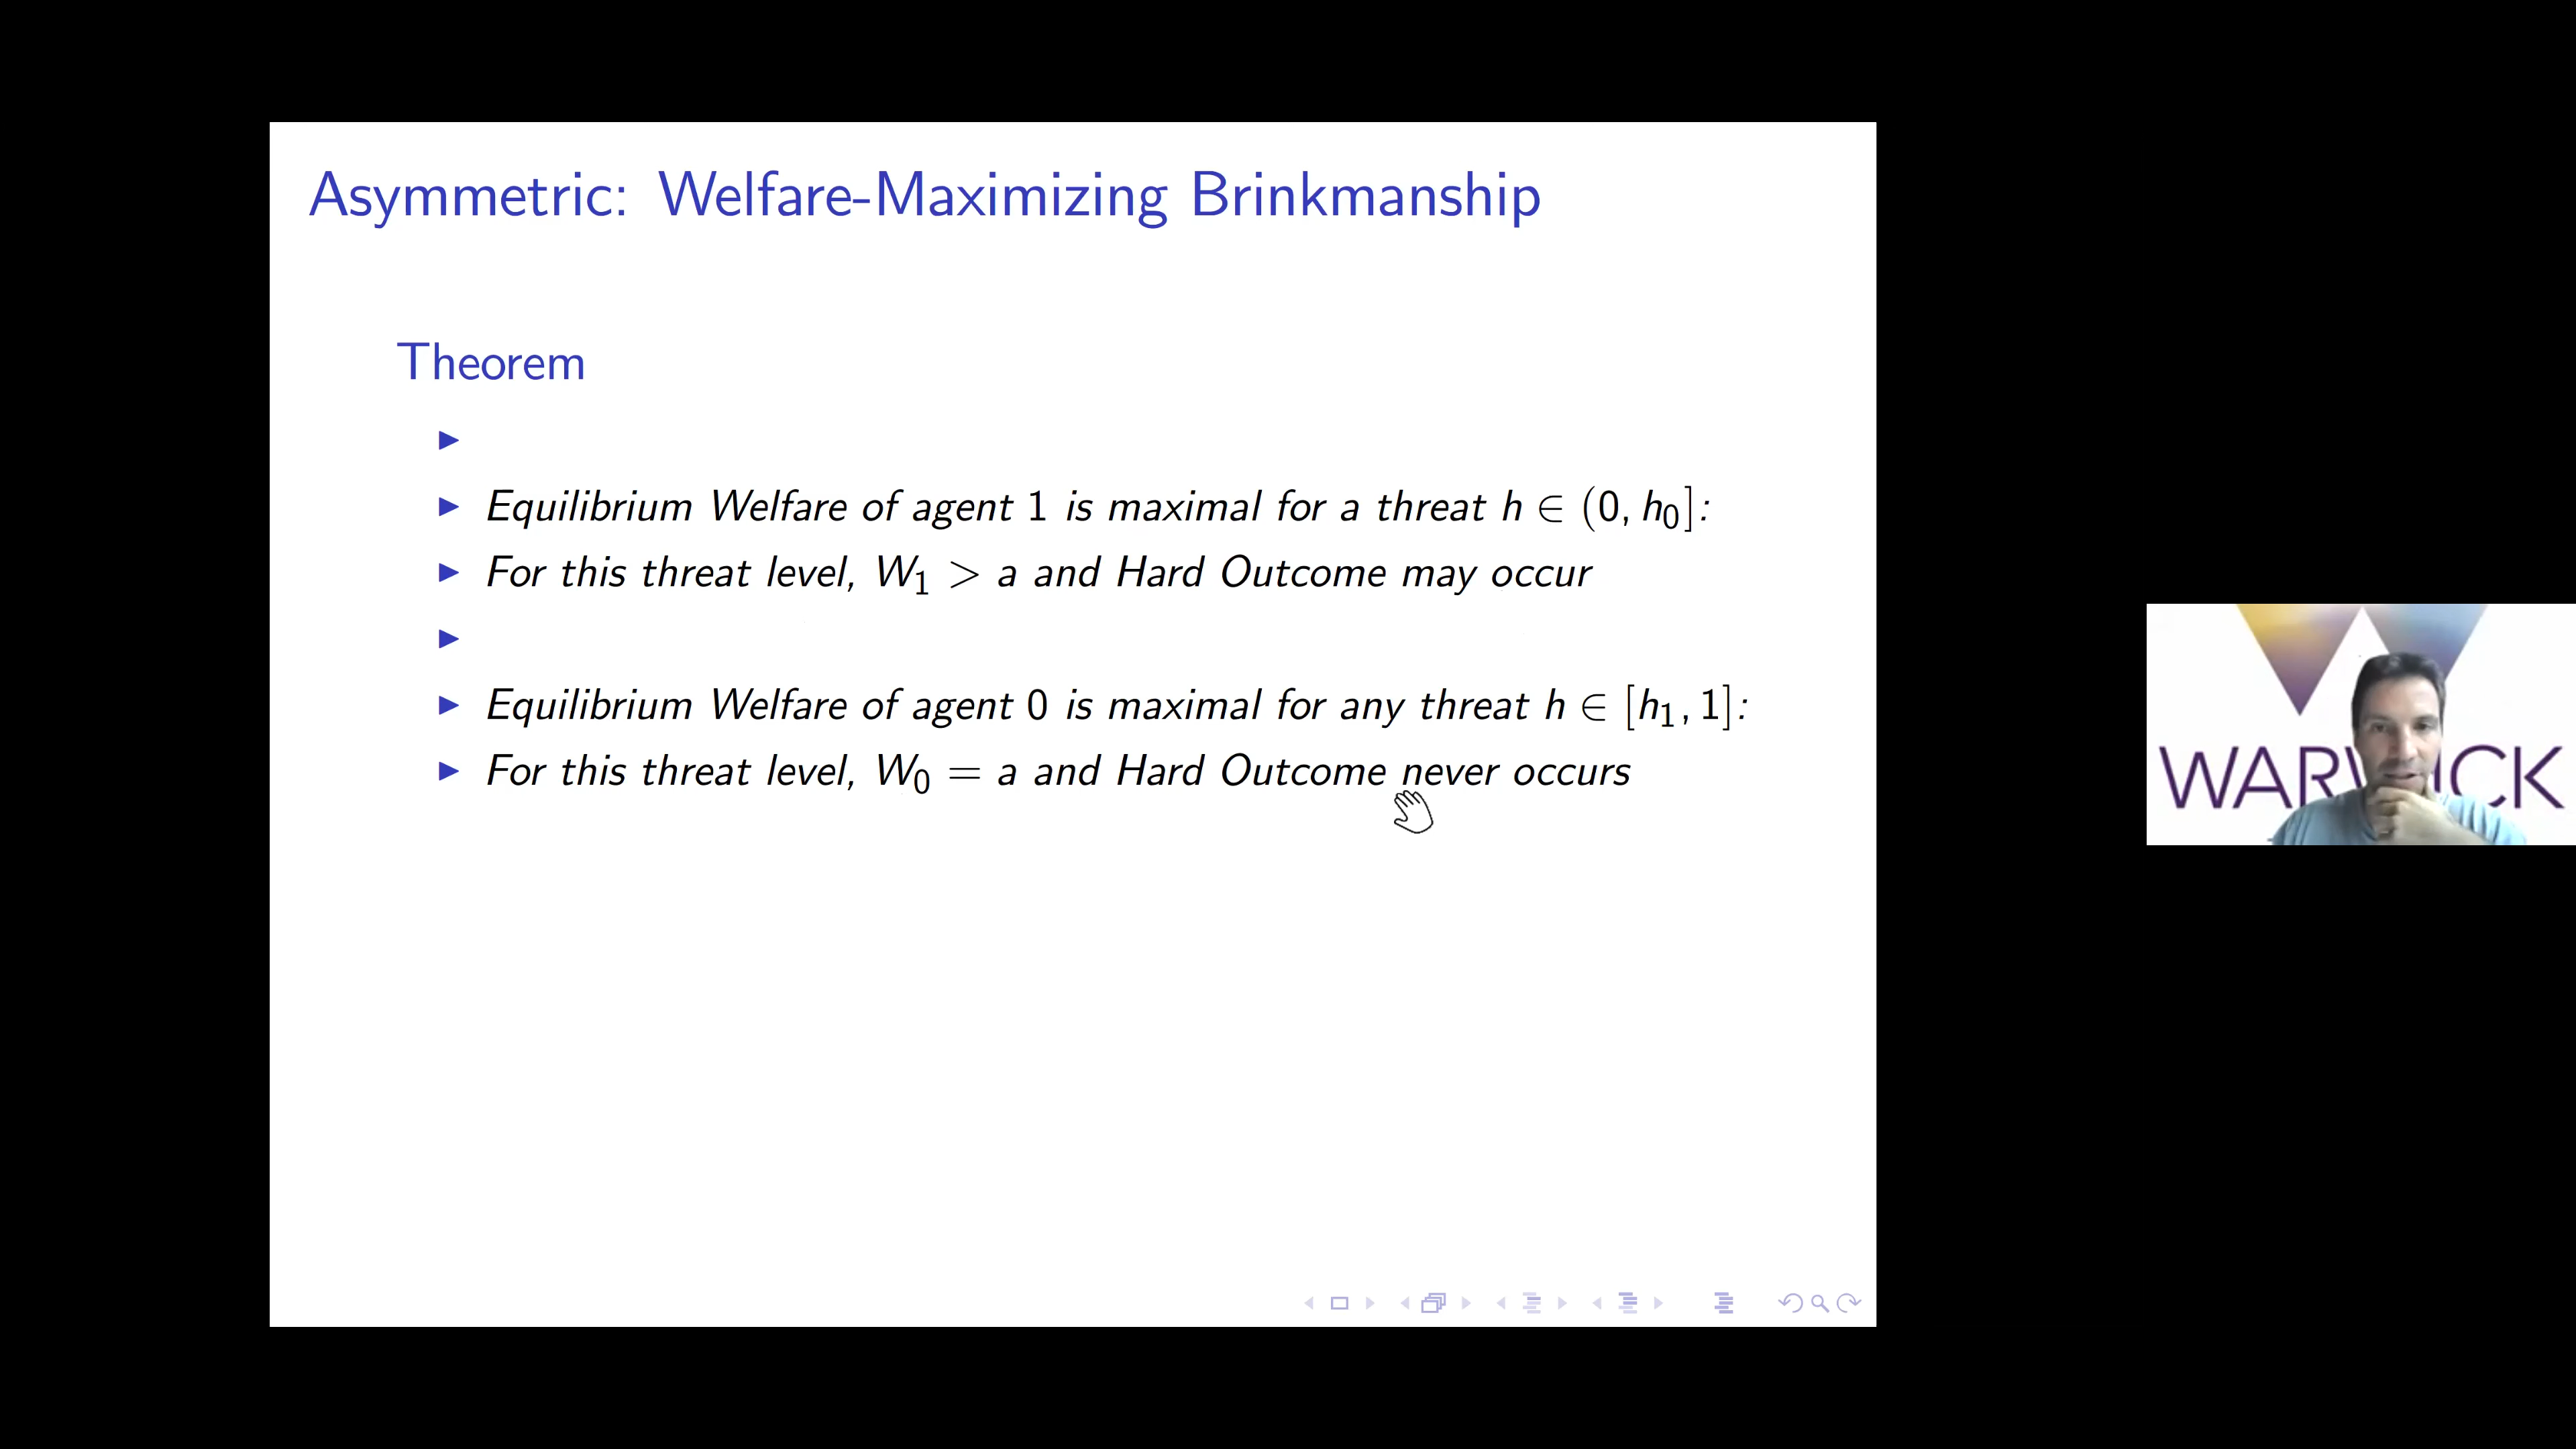 Asymmetric: Welfare-Maximizing Brinkmanship
Theorem
▶
▶ Equilibrium Welfare of agent 1 is maximal for a threat h ∈ (0, h₀]:
▶ For this threat level, W₁ > a and Hard Outcome may occur
▶
▶ Equilibrium Welfare of agent 0 is maximal for any threat h ∈ [h₁, 1]:
▶ For this threat level, W₀ = a and Hard Outcome never occurs
WARWICK